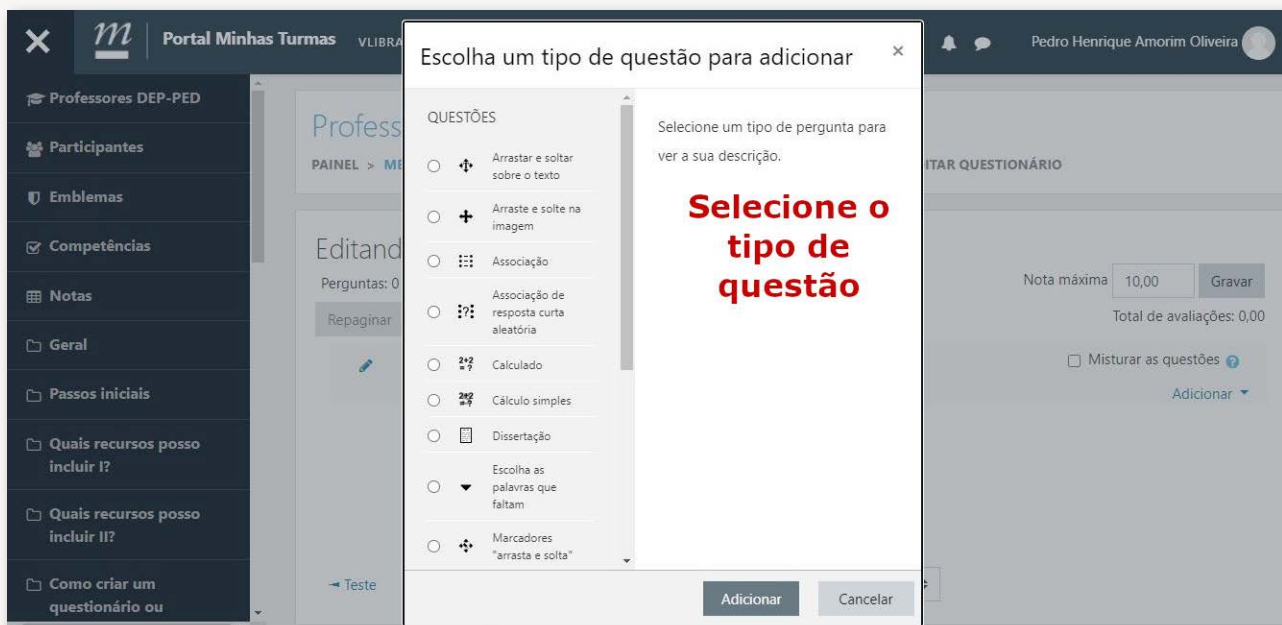 m
Portal Minhas Turmas
VLIBRA
Pedro Henrique Amorim Oliveira
Professores DEP-PED
Participantes
Emblemas
Competências
Notas
Geral
Passos iniciais
Quais recursos posso
incluir I?
Quais recursos posso
incluir II?
Como criar um
questionário ou
Profess
PAINEL > ME
ITAR QUESTIONÁRIO
Editand
Perguntas: 0
Repaginar
Nota máxima 10,00 Gravar
Total de avaliações: 0,00
Misturar as questões
Adicionar
Teste
Escolha um tipo de questão para adicionar ×
QUESTÕES
Arrastar e soltar
sobre o texto
Arraste e solte na
imagem
Associação
Associação de
resposta curta
aleatória
Calculado
Cálculo simples
Dissertação
Escolha as
palavras que
faltam
Marcadores
"arrasta e solta"
Selecione um tipo de pergunta para
ver a sua descrição.
Selecione o
tipo de
questão
Adicionar
Cancelar